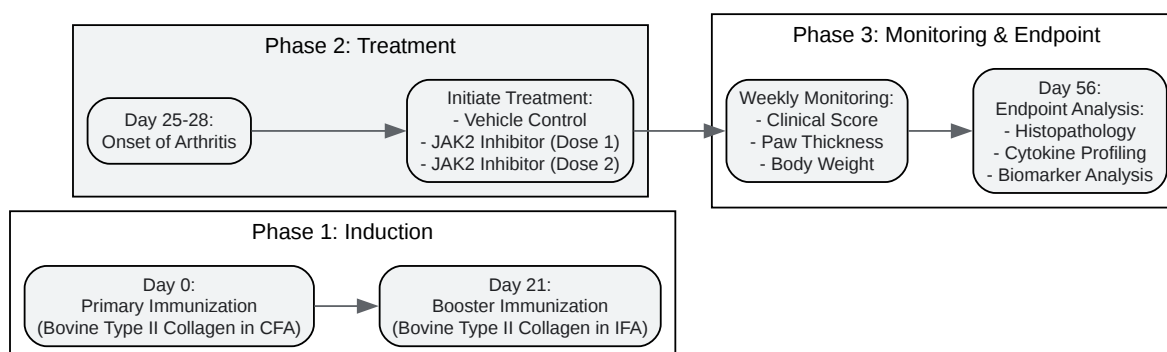 Phase 2: Treatment
Day 25-28:
Onset of Arthritis
Initiate Treatment:
- Vehicle Control
- JAK2 Inhibitor (Dose 1)
- JAK2 Inhibitor (Dose 2)
Phase 3: Monitoring & Endpoint
Weekly Monitoring:
- Clinical Score
- Paw Thickness
- Body Weight
Day 56:
Endpoint Analysis:
- Histopathology
- Cytokine Profiling
- Biomarker Analysis
Phase 1: Induction
Day 0:
Primary Immunization
(Bovine Type II Collagen in CFA)
Day 21:
Booster Immunization
(Bovine Type II Collagen in IFA)